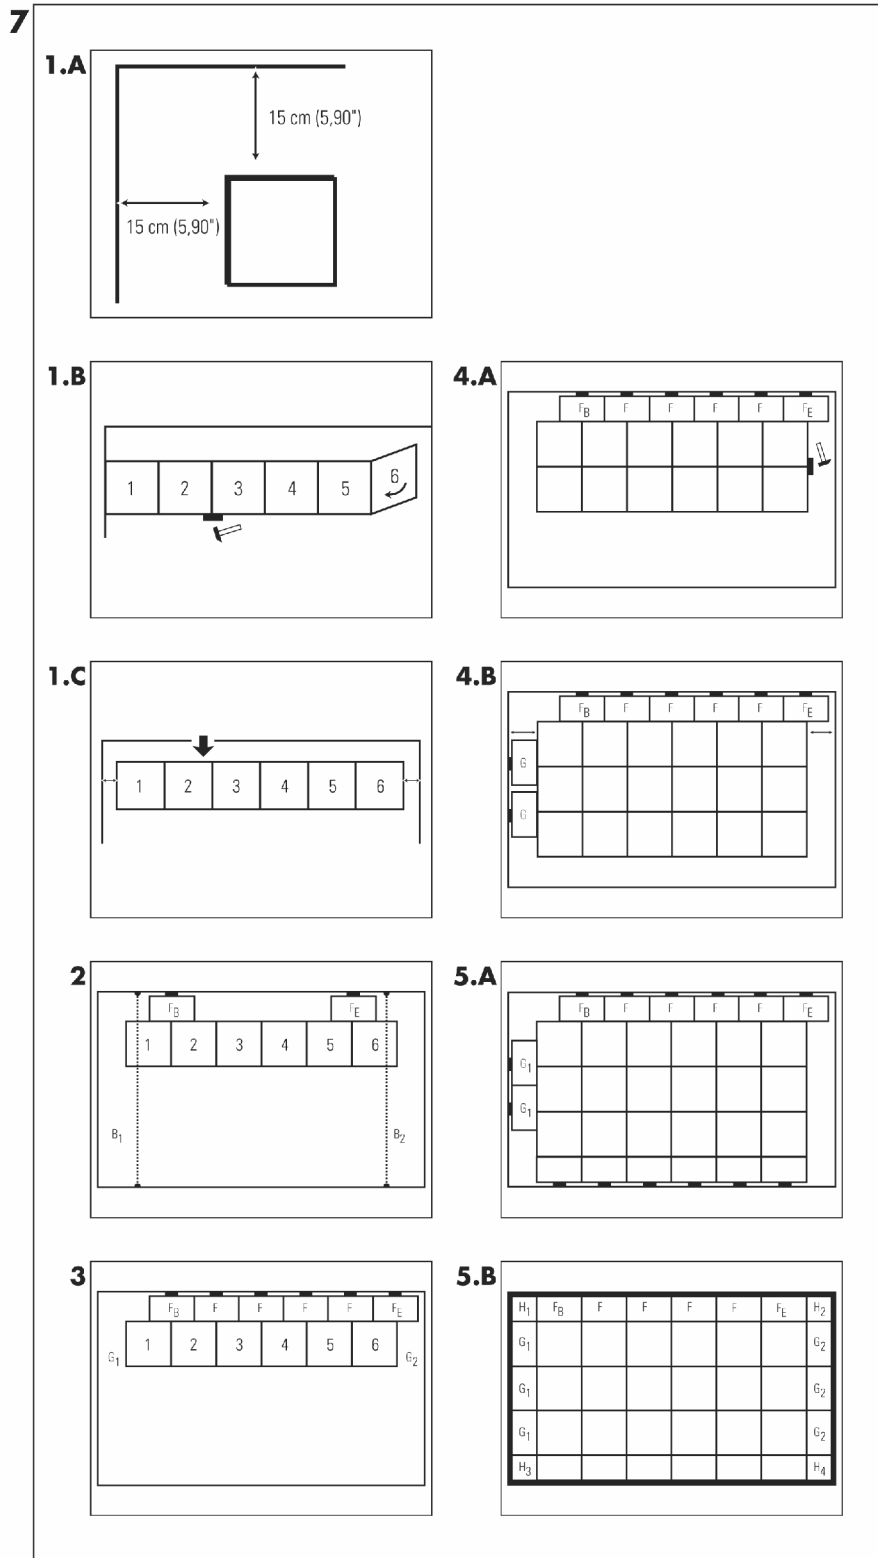 7
1.A
15 cm (5,90")
15 cm (5,90")
1.B
1 2 3 4 5 6
1.C
1 2 3 4 5 6
2
FB FE
1 2 3 4 5 6
B1 B2
3
FB F F F F FE
1 2 3 4 5 6
G1 G2
4.A
FB F F F F FE
4.B
FB F F F F FE
G
G
5.A
FB F F F F FE
G1
G1
5.B
H1 FB F F F F FE H2
G1 G2
G1 G2
G1 G2
H3 H4